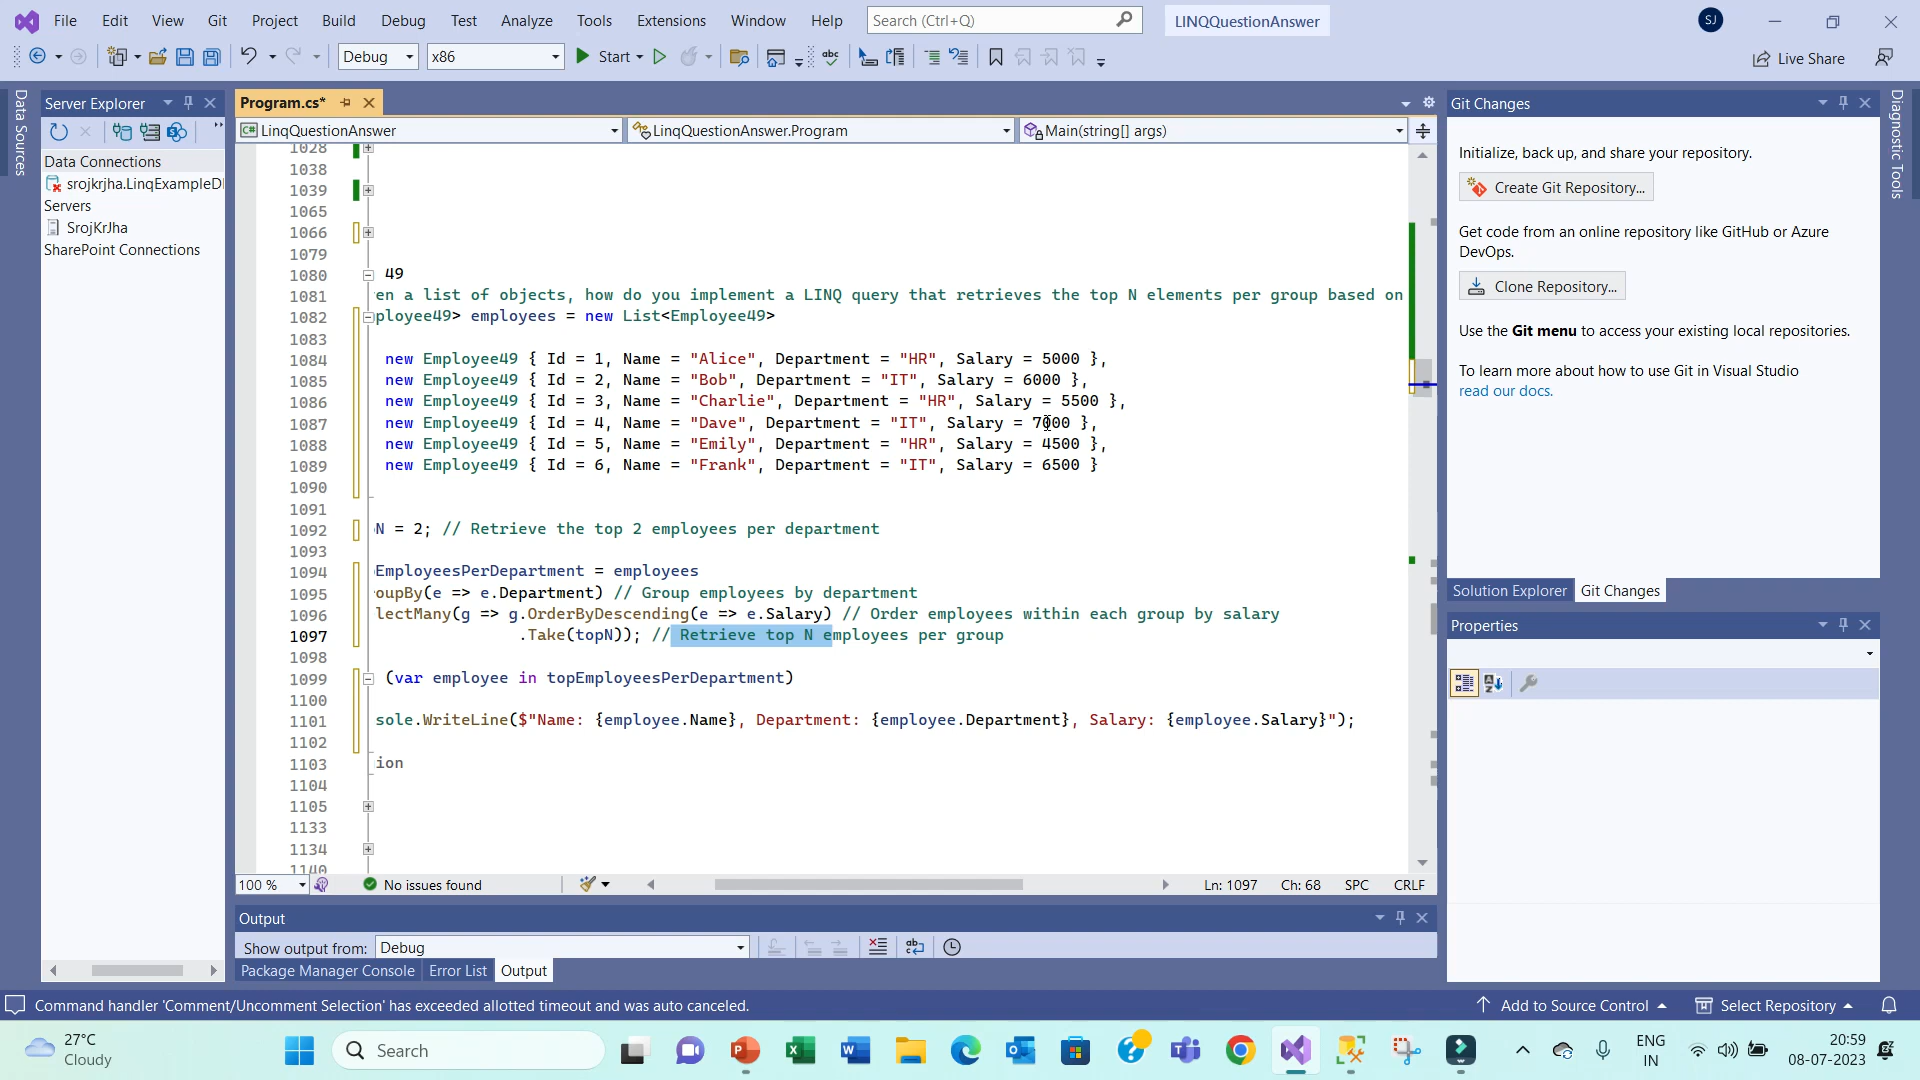 File Edit View Git Project Build Debug Test Analyze Tools Extensions Window Help Search (Ctrl+Q) LINQQuestionAnswer SJ
Debug x86 Start Live Share
Data Sources
Server Explorer
Data Connections
srojkrjha.LinqExampleD
Servers
SrojKrJha
SharePoint Connections
Program.cs*
LinqQuestionAnswer LinqQuestionAnswer.Program Main(string[] args)
1028
1038
1039
1065
1066
1079
1080 49
1081 en a list of objects, how do you implement a LINQ query that retrieves the top N elements per group based on
1082 ployee49> employees = new List<Employee49>
1083
1084 new Employee49 { Id = 1, Name = "Alice", Department = "HR", Salary = 5000 },
1085 new Employee49 { Id = 2, Name = "Bob", Department = "IT", Salary = 6000 },
1086 new Employee49 { Id = 3, Name = "Charlie", Department = "HR", Salary = 5500 },
1087 new Employee49 { Id = 4, Name = "Dave", Department = "IT", Salary = 7000 },
1088 new Employee49 { Id = 5, Name = "Emily", Department = "HR", Salary = 4500 },
1089 new Employee49 { Id = 6, Name = "Frank", Department = "IT", Salary = 6500 }
1090
1091
1092 N = 2; // Retrieve the top 2 employees per department
1093
1094 EmployeesPerDepartment = employees
1095 oupBy(e => e.Department) // Group employees by department
1096 lectMany(g => g.OrderByDescending(e => e.Salary) // Order employees within each group by salary
1097 .Take(topN)); // Retrieve top N employees per group
1098
1099 (var employee in topEmployeesPerDepartment)
1100
1101 sole.WriteLine($"Name: {employee.Name}, Department: {employee.Department}, Salary: {employee.Salary}");
1102
1103 ion
1104
1105
1133
1134
1140
100 % No issues found Ln: 1097 Ch: 68 SPC CRLF
Output
Show output from: Debug
Package Manager Console Error List Output
Git Changes
Initialize, back up, and share your repository.
Create Git Repository...
Get code from an online repository like GitHub or Azure
DevOps.
Clone Repository...
Use the Git menu to access your existing local repositories.
To learn more about how to use Git in Visual Studio
read our docs.
Solution Explorer Git Changes
Properties
Diagnostic Tools
Command handler 'Comment/Uncomment Selection' has exceeded allotted timeout and was auto canceled. Add to Source Control Select Repository
27°C
Cloudy
Search
ENG
IN
20:59
08-07-2023